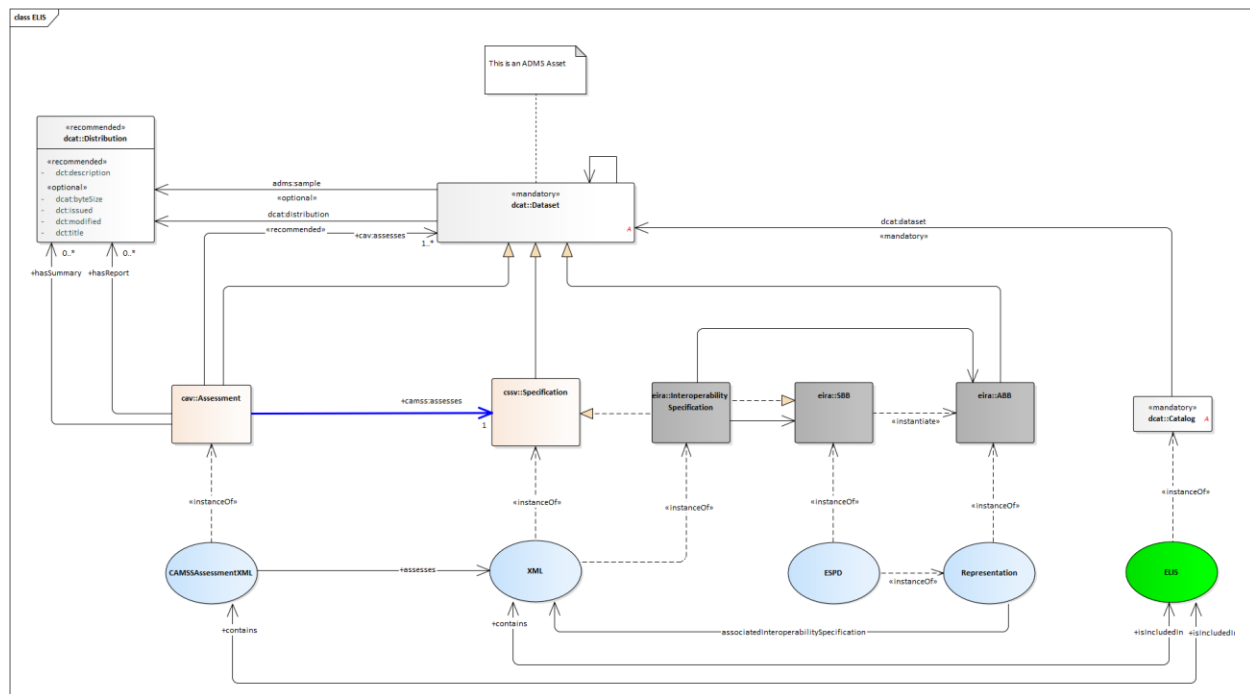 class ELIS
This is an ADMS Asset
«recommended»
dcat::Distribution
«recommended»
- dct:description
«optional»
- dcat:byteSize
- dct:issued
- dct:modified
- dct:title
adms:sample
«optional»
dcat:distribution
«recommended»
+cav:assesses
1..*
«mandatory»
dcat::Dataset
A
dcat:dataset
«mandatory»
0..*
0..*
+hasSummary
+hasReport
cav::Assessment
+camss:assesses
1
cssv::Specification
eira::Interoperability
Specification
eira::SBB
«instantiate»
eira::ABB
«mandatory»
dcat::Catalog
A
«instanceOf»
«instanceOf»
«instanceOf»
«instanceOf»
«instanceOf»
«instanceOf»
CAMSSAssessmentXML
+assesses
XML
ESPD
«instanceOf»
Representation
ELIS
+contains
+contains
associatedInteroperabilitySpecification
+isIncludedIn
+isIncludedIn